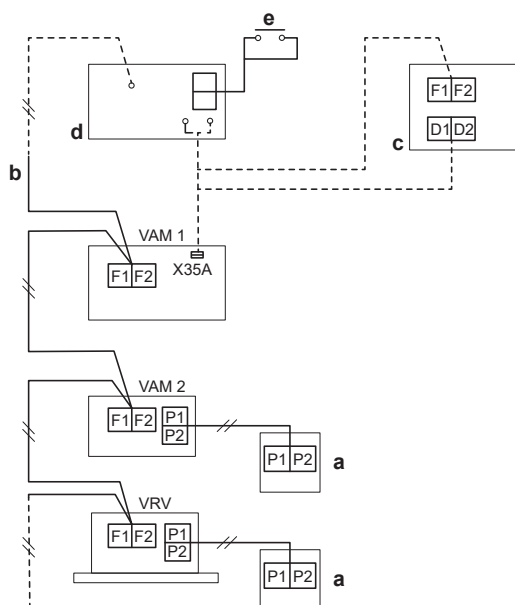 e
F1 F2
d
D1 D2
c
b
VAM 1
F1 F2
X35A
VAM 2
F1 F2
P1
P2
P1 P2
a
VRV
F1 F2
P1
P2
P1 P2
a